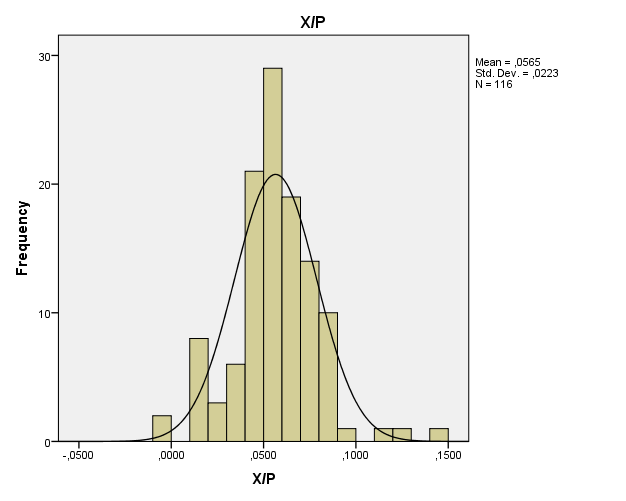 X/P
Mean = ,0565
Std. Dev. = ,0223
N = 116
Frequency
30
20
10
0
-,0500
,0000
,0500
,1000
,1500
X/P